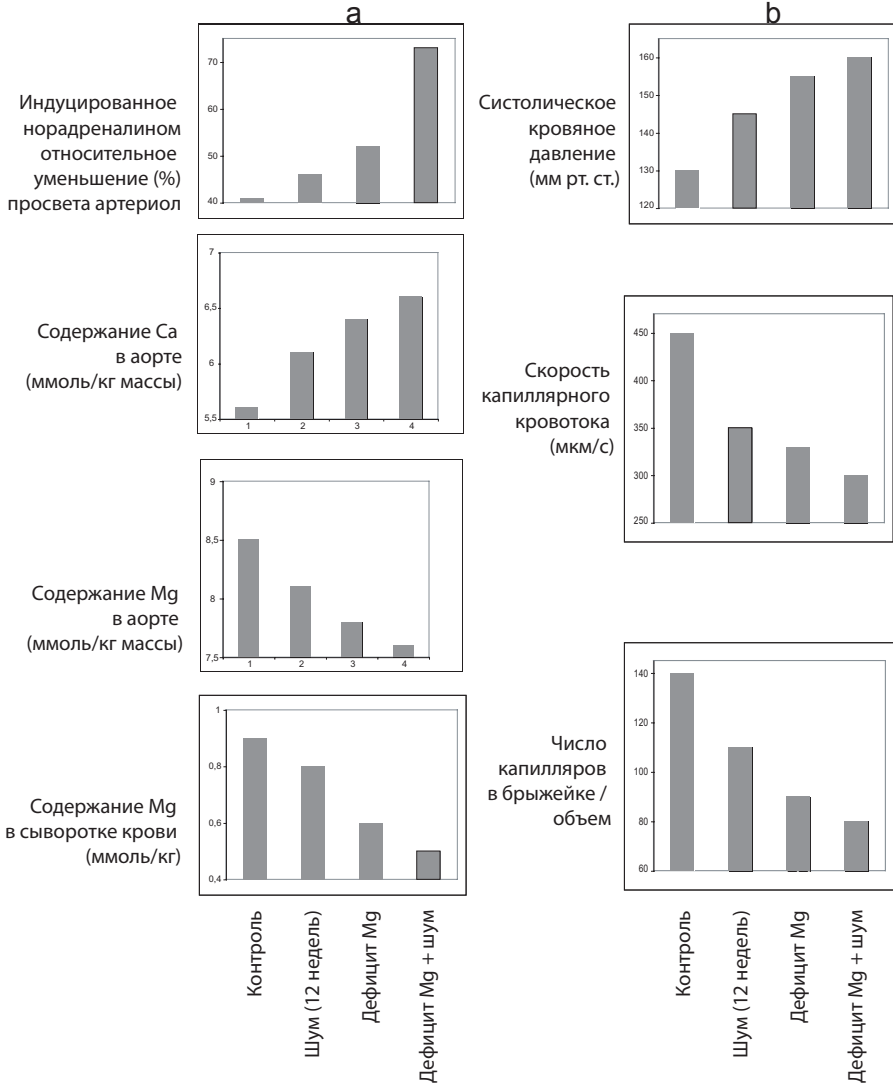 a
70
60
50
40
Индуцированное
норадреналином
относительное
уменьшение (%)
просвета артериол
7
6,5
6
5,5
1 2 3 4
Содержание Ca
в аорте
(ммоль/кг массы)
9
8,5
8
7,5
1 2 3 4
Содержание Mg
в аорте
(ммоль/кг массы)
1
0,8
0,6
0,4
Содержание Mg
в сыворотке крови
(ммоль/кг)
Контроль
Шум (12 недель)
Дефицит Mg
Дефицит Mg + шум
b
160
150
140
130
120
Систолическое
кровяное
давление
(мм рт. ст.)
450
400
350
300
250
Скорость
капиллярного
кровотока
(мкм/с)
140
120
100
80
60
Число
капилляров
в брыжейке /
объем
Контроль
Шум (12 недель)
Дефицит Mg
Дефицит Mg + шум